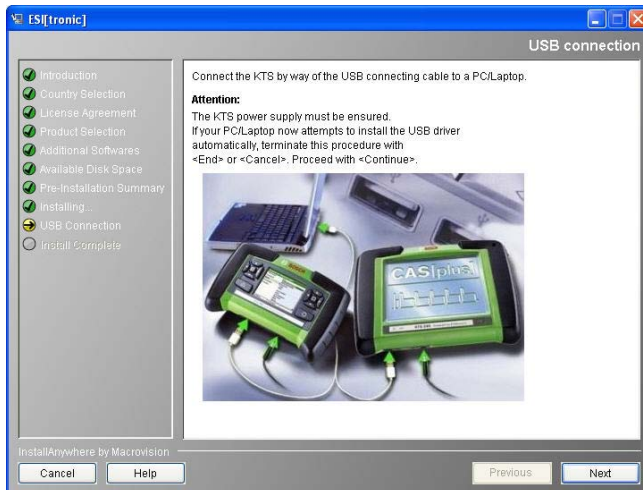 ESI[tronic]
USB connection
Introduction
Country Selection
License Agreement
Product Selection
Additional Softwares
Available Disk Space
Pre-Installation Summary
Installing...
USB Connection
Install Complete
Connect the KTS by way of the USB connecting cable to a PC/Laptop.
Attention:
The KTS power supply must be ensured.
If your PC/Laptop now attempts to install the USB driver
automatically, terminate this procedure with
<End> or <Cancel>. Proceed with <Continue>.
BOSCH
CAS[plus]
InstallAnywhere by Macrovision
Cancel
Help
Previous
Next